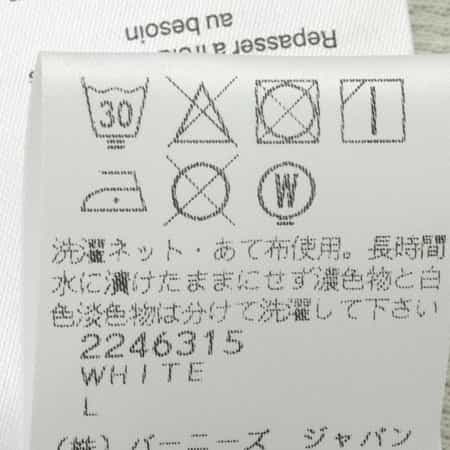 Repasser à froid
au besoin
30
W
洗濯ネット・あて布使用。長時間
水に漬けたままにせず濃色物と白
色淡色物は分けて洗濯して下さい
2246315
WHITE
L
(株) バーニーズ ジャパン